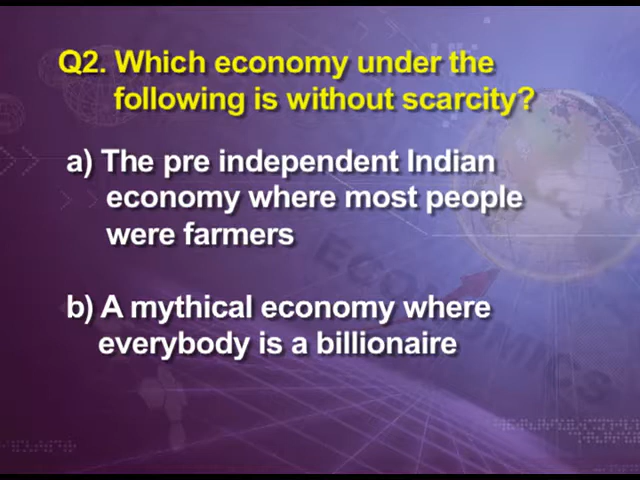 Q2. Which economy under the
following is without scarcity?
a) The pre independent Indian
economy where most people
were farmers
b) A mythical economy where
everybody is a billionaire
ECONOMICS